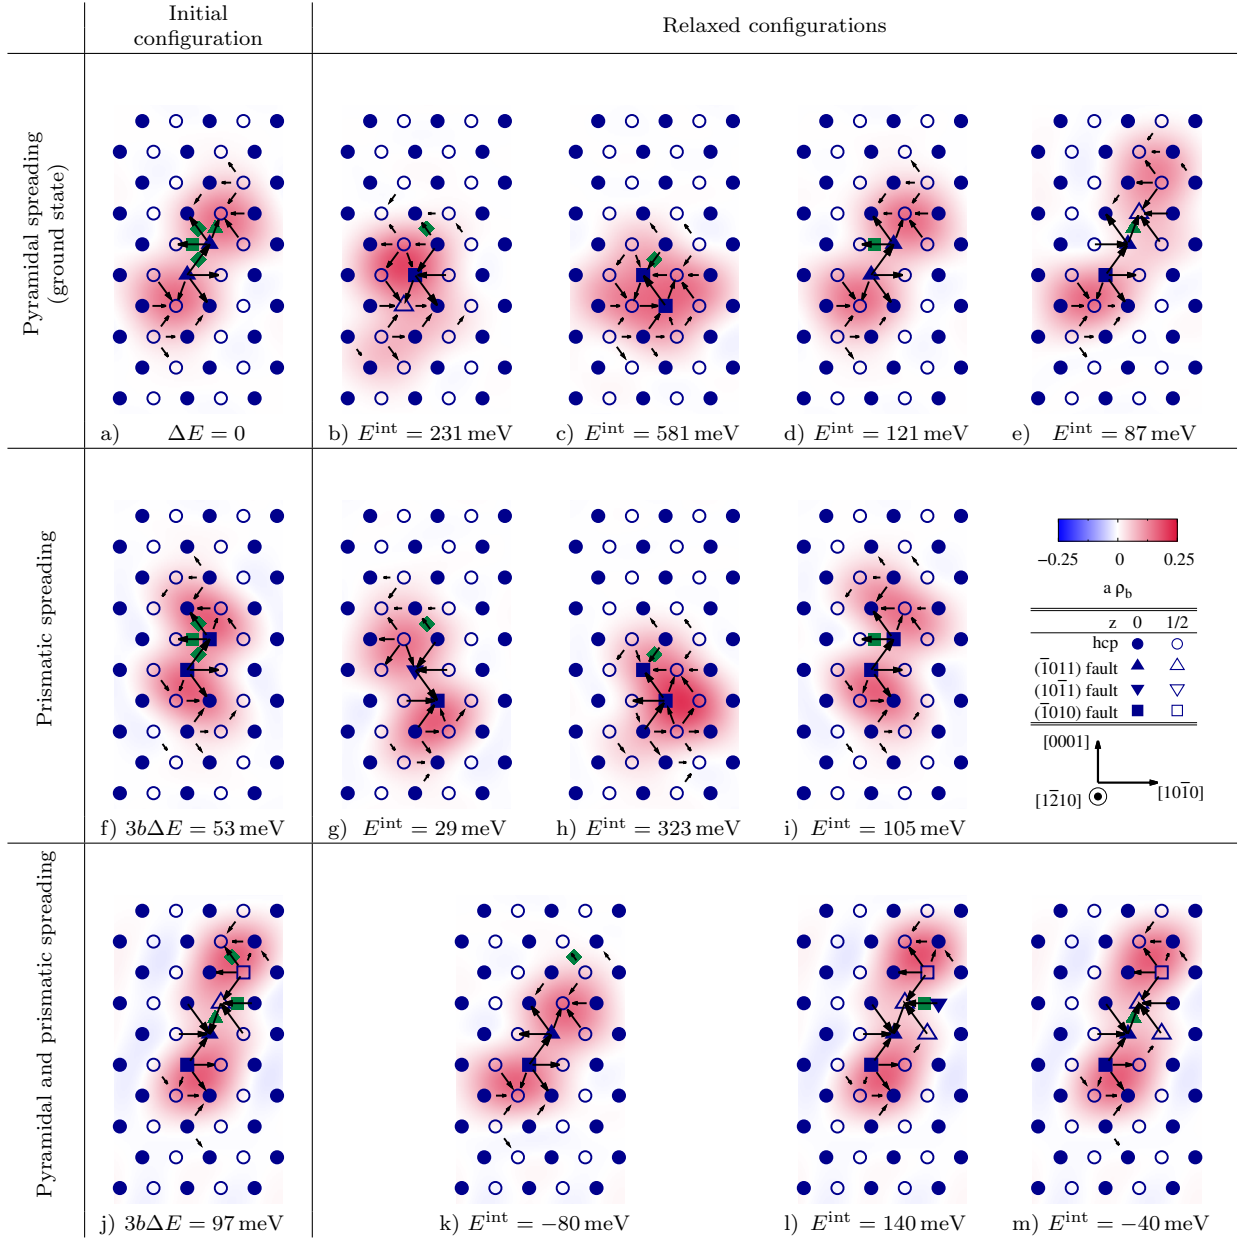 Initial
configuration
Relaxed configurations
Pyramidal spreading
(ground state)
a) ΔE = 0
b) E^int = 231 meV
c) E^int = 581 meV
d) E^int = 121 meV
e) E^int = 87 meV
Prismatic spreading
f) 3bΔE = 53 meV
g) E^int = 29 meV
h) E^int = 323 meV
i) E^int = 105 meV
−0.25 0 0.25
a ρ_b
z 0 1/2
hcp
(1̄011) fault
(101̄1) fault
(1̄010) fault
[0001]
[12̄10]
[101̄0]
Pyramidal and prismatic spreading
j) 3bΔE = 97 meV
k) E^int = −80 meV
l) E^int = 140 meV
m) E^int = −40 meV